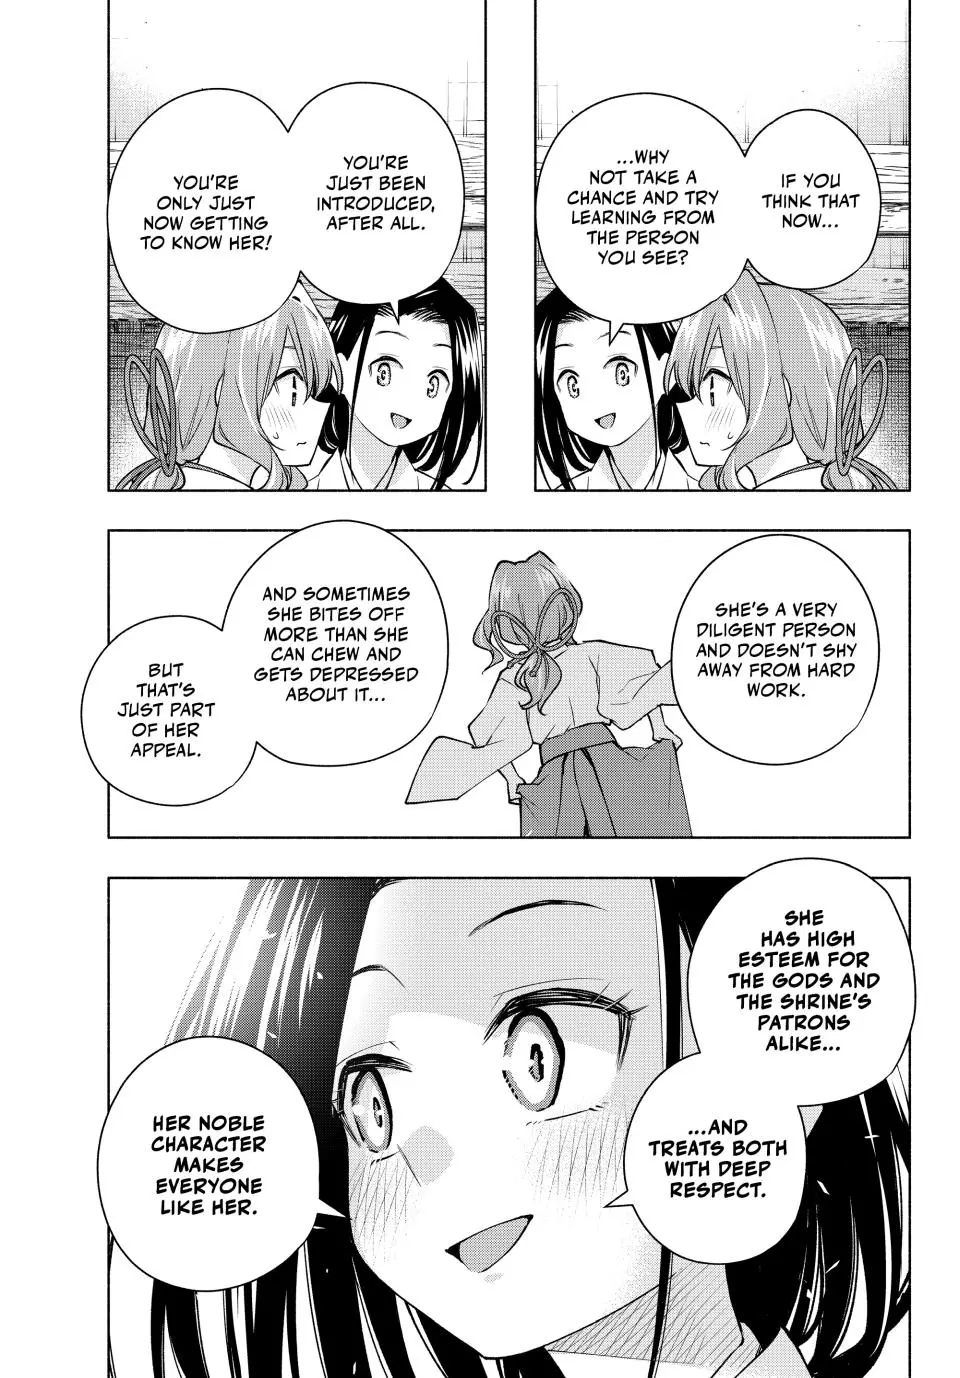 IF YOU
THINK THAT
NOW...
...WHY
NOT TAKE A
CHANCE AND TRY
LEARNING FROM
THE PERSON
YOU SEE?
YOU'RE
JUST BEEN
INTRODUCED,
AFTER ALL.
YOU'RE
ONLY JUST
NOW GETTING
TO KNOW HER!
SHE'S A VERY
DILIGENT PERSON
AND DOESN'T SHY
AWAY FROM HARD
WORK.
AND SOMETIMES
SHE BITES OFF
MORE THAN SHE
CAN CHEW AND
GETS DEPRESSED
ABOUT IT...
BUT
THAT'S
JUST PART
OF HER
APPEAL.
SHE
HAS HIGH
ESTEEM FOR
THE GODS AND
THE SHRINE'S
PATRONS
ALIKE...
...AND
TREATS BOTH
WITH DEEP
RESPECT.
HER NOBLE
CHARACTER
MAKES
EVERYONE
LIKE HER.